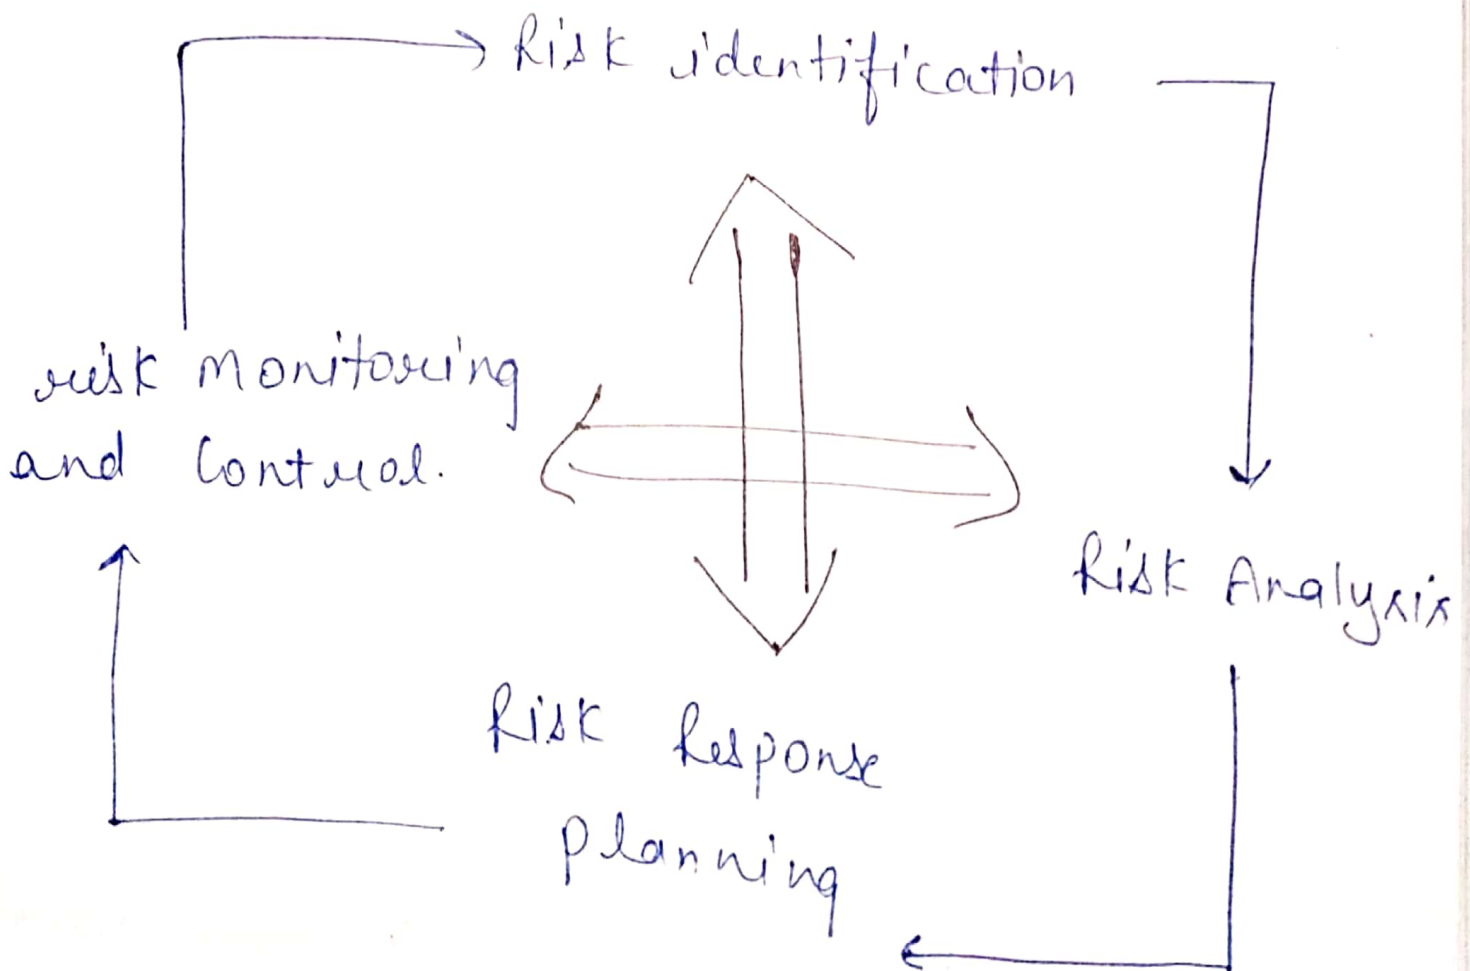 Risk identification
risk monitoring
and Control.
Risk Analysis
Risk Response
planning